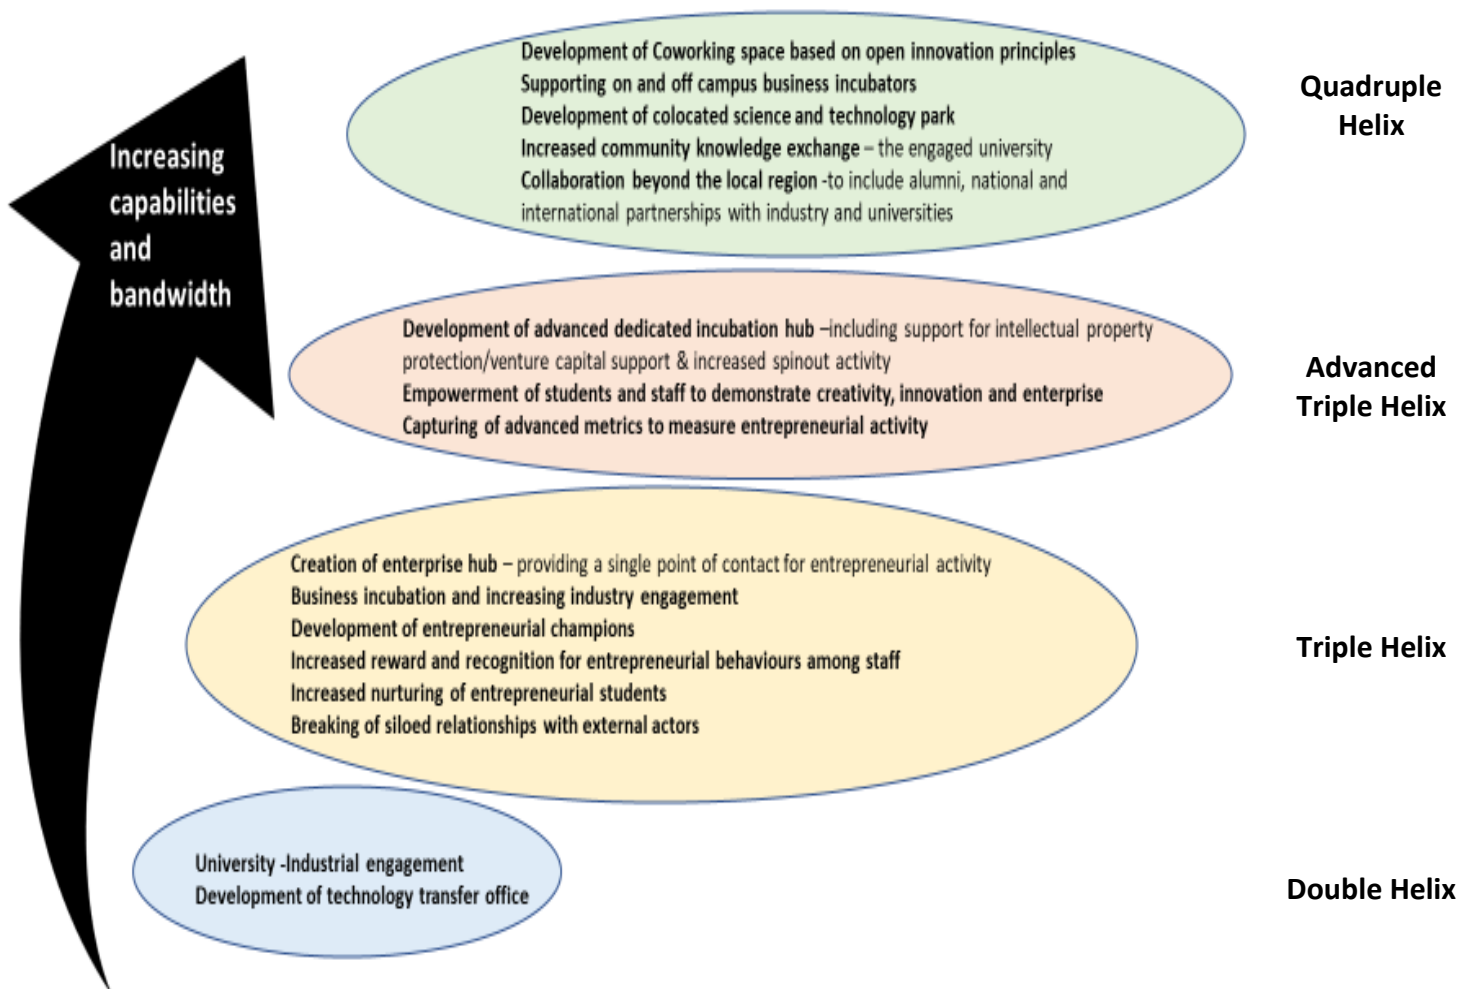 Increasing
capabilities
and
bandwidth
Development of Coworking space based on open innovation principles
Supporting on and off campus business incubators
Development of colocated science and technology park
Increased community knowledge exchange – the engaged university
Collaboration beyond the local region -to include alumni, national and
international partnerships with industry and universities
Quadruple
Helix
Development of advanced dedicated incubation hub –including support for intellectual property
protection/venture capital support & increased spinout activity
Empowerment of students and staff to demonstrate creativity, innovation and enterprise
Capturing of advanced metrics to measure entrepreneurial activity
Advanced
Triple Helix
Creation of enterprise hub – providing a single point of contact for entrepreneurial activity
Business incubation and increasing industry engagement
Development of entrepreneurial champions
Increased reward and recognition for entrepreneurial behaviours among staff
Increased nurturing of entrepreneurial students
Breaking of siloed relationships with external actors
Triple Helix
University -Industrial engagement
Development of technology transfer office
Double Helix